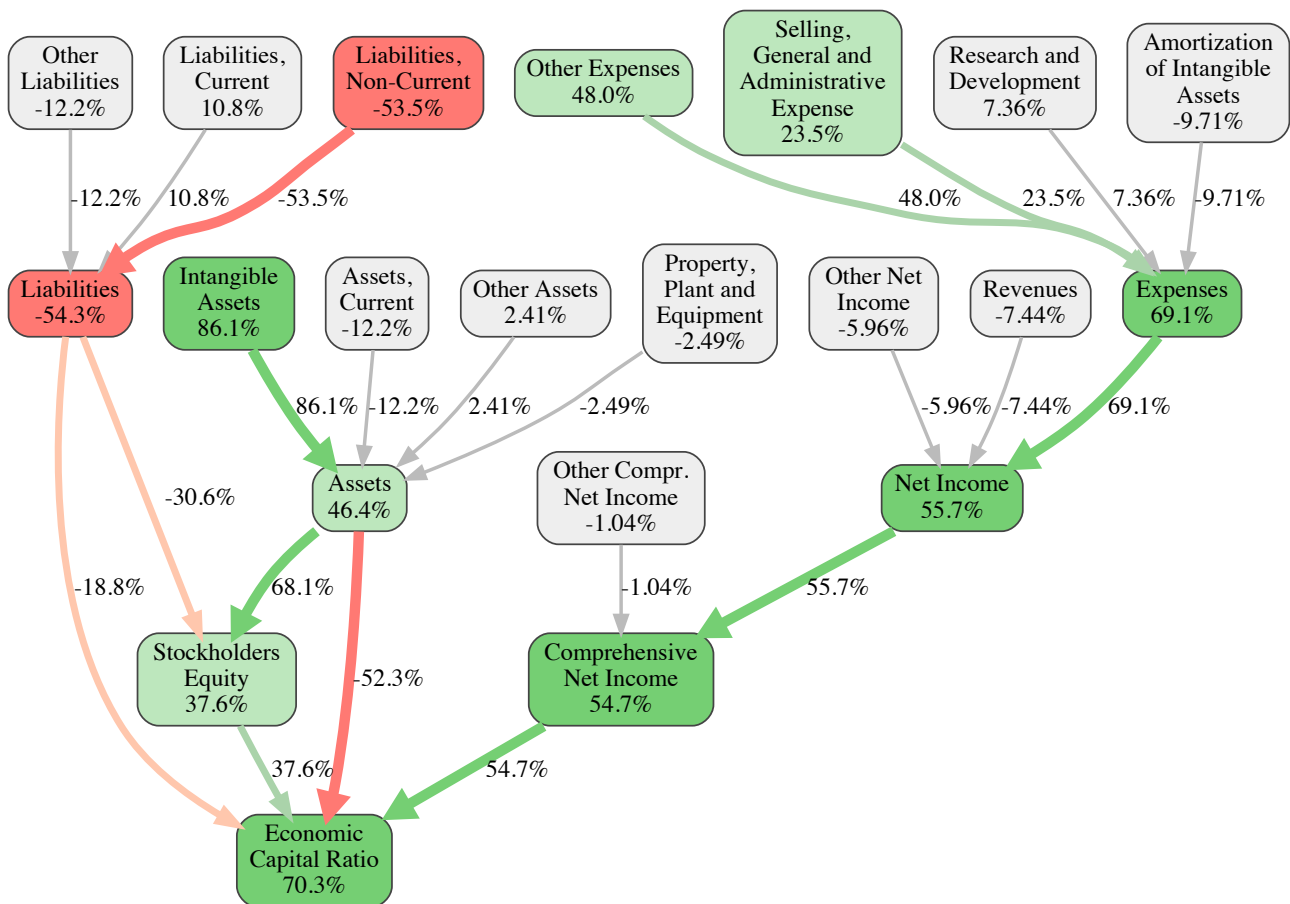 Other
Liabilities
-12.2%
Liabilities,
Current
10.8%
Liabilities,
Non-Current
-53.5%
Other Expenses
48.0%
Selling,
General and
Administrative
Expense
23.5%
Research and
Development
7.36%
Amortization
of Intangible
Assets
-9.71%
-12.2%
10.8%
-53.5%
48.0%
23.5%
7.36%
-9.71%
Liabilities
-54.3%
Intangible
Assets
86.1%
Assets,
Current
-12.2%
Other Assets
2.41%
Property,
Plant and
Equipment
-2.49%
Other Net
Income
-5.96%
Revenues
-7.44%
Expenses
69.1%
86.1%
-12.2%
2.41%
-2.49%
-5.96%
-7.44%
69.1%
-30.6%
Assets
46.4%
Other Compr.
Net Income
-1.04%
Net Income
55.7%
-18.8%
68.1%
-1.04%
55.7%
Stockholders
Equity
37.6%
-52.3%
Comprehensive
Net Income
54.7%
37.6%
54.7%
Economic
Capital Ratio
70.3%